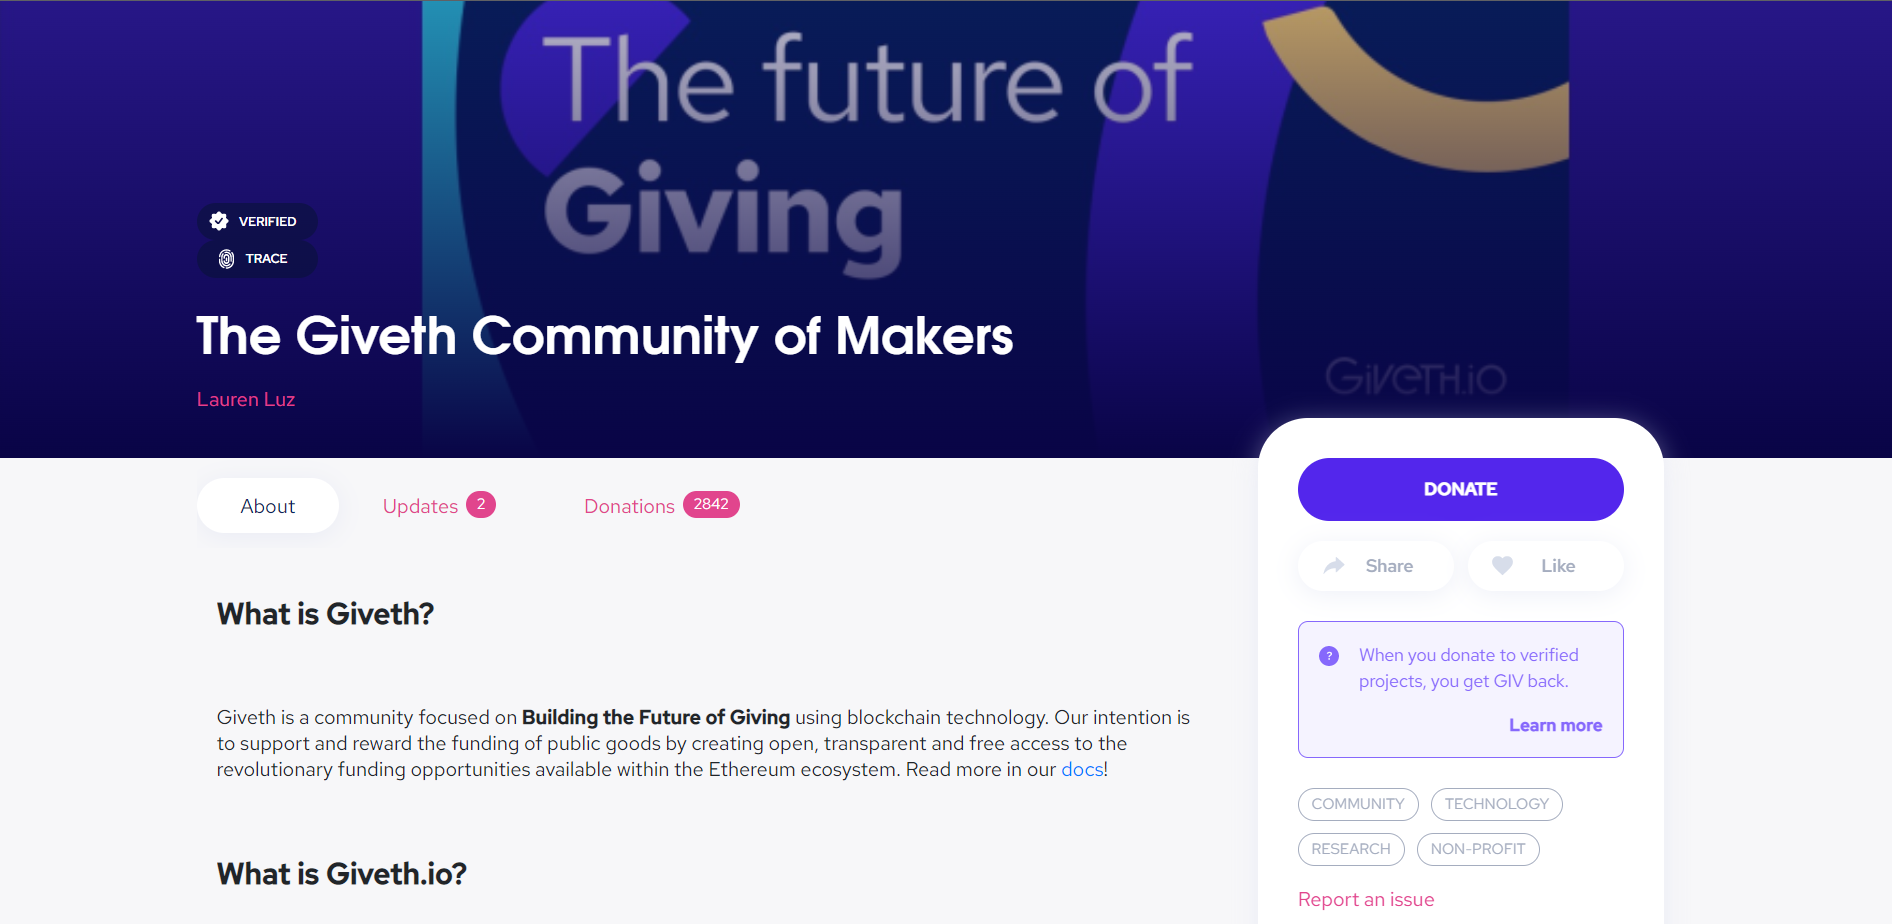 The future of
Giving
VERIFIED
TRACE
The Giveth Community of Makers
Lauren Luz
GIVETH.iO
DONATE
Share
Like
When you donate to verified
projects, you get GIV back.
Learn more
COMMUNITY
TECHNOLOGY
RESEARCH
NON-PROFIT
Report an issue
About
Updates 2
Donations 2842
What is Giveth?
Giveth is a community focused on Building the Future of Giving using blockchain technology. Our intention is
to support and reward the funding of public goods by creating open, transparent and free access to the
revolutionary funding opportunities available within the Ethereum ecosystem. Read more in our docs!
What is Giveth.io?